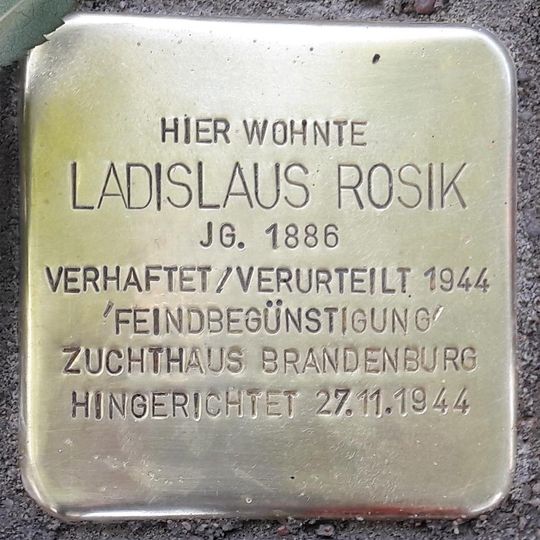 HIER WOHNTE
LADISLAUS ROSIK
JG. 1886
VERHAFTET/VERURTEILT 1944
'FEINDBEGÜNSTIGUNG'
ZUCHTHAUS BRANDENBURG
HINGERICHTET 27.11.1944